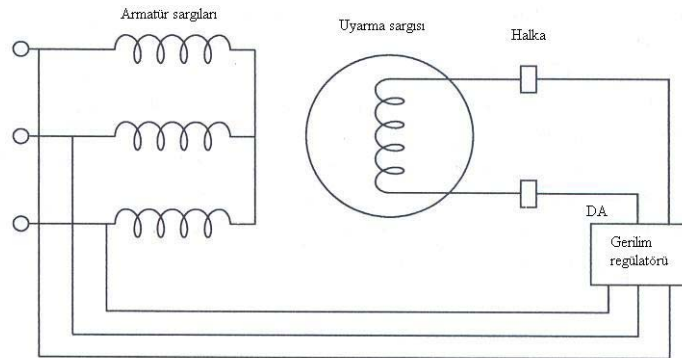 Armatür sargıları
Uyarma sargısı
Halka
DA
Gerilim
regülatörü